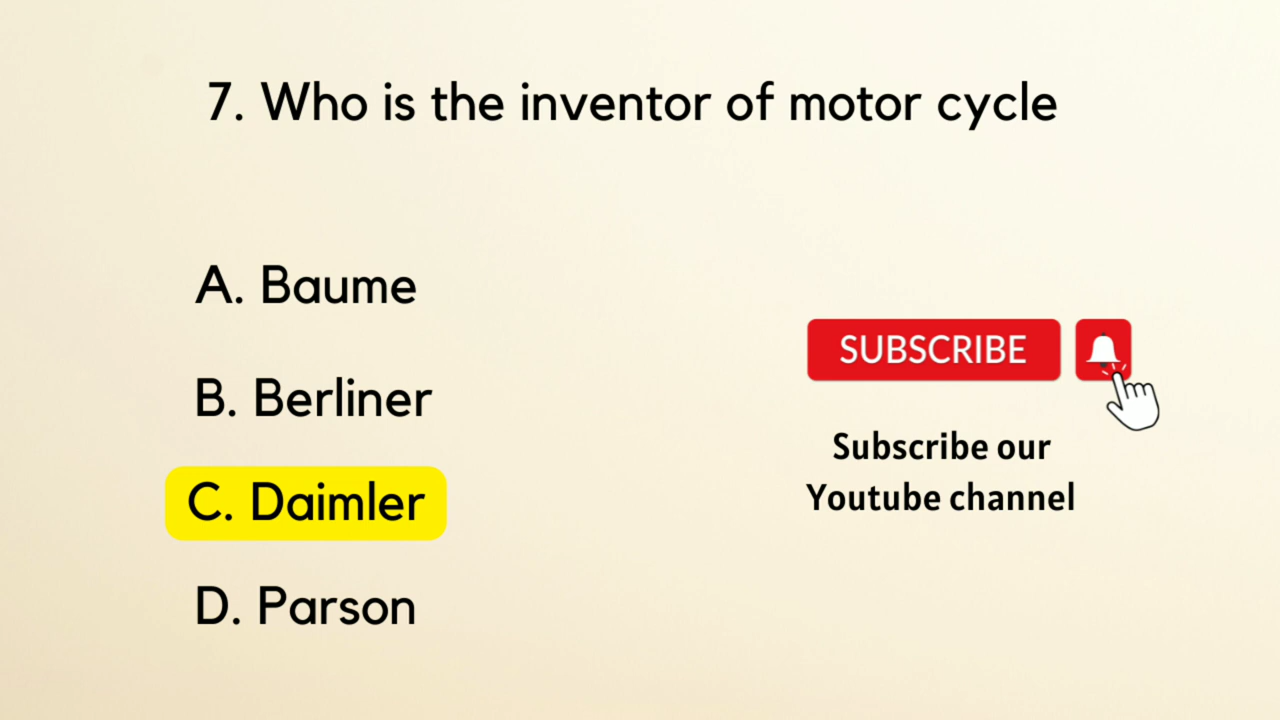 7. Who is the inventor of motor cycle
A. Baume
B. Berliner
C. Daimler
D. Parson
SUBSCRIBE
Subscribe our
Youtube channel